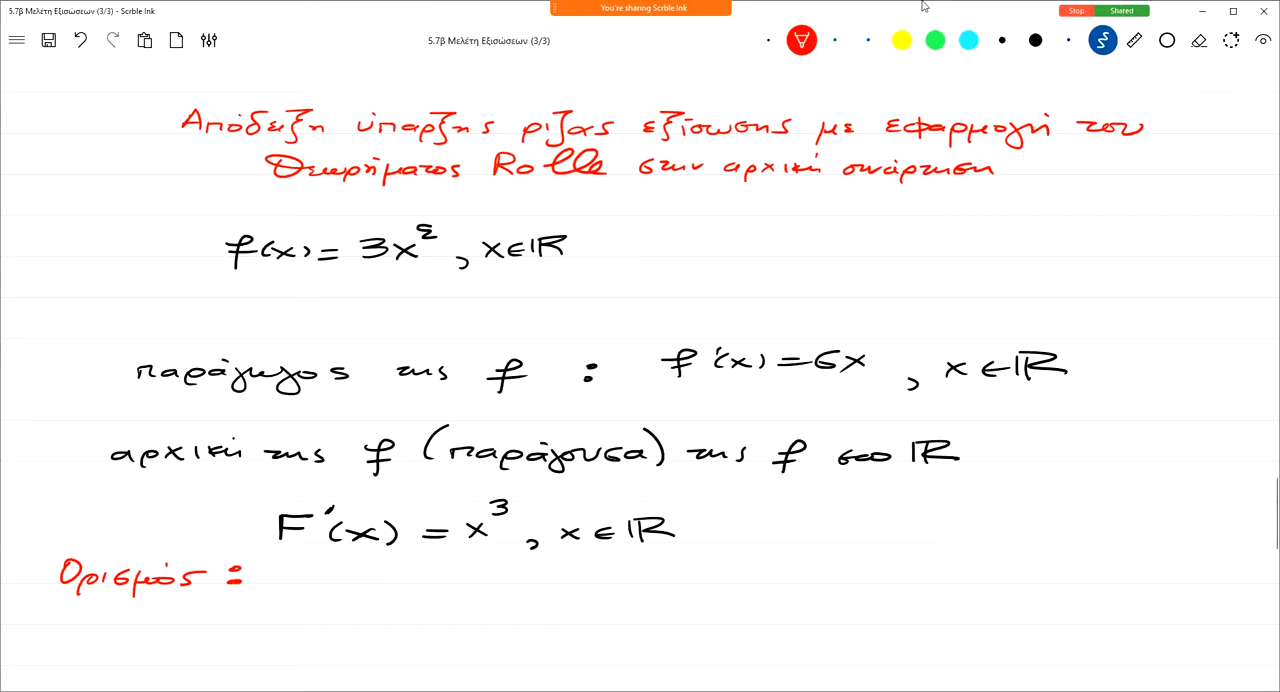 5.7β Μελέτη Εξισώσεων (3/3) - Scrble Ink
You're sharing Scrble Ink
Stop Shared
5.7β Μελέτη Εξισώσεων (3/3)
Απόδειξη ύπαρξης ριζας εξίσωσης με εφαρμογή του
Θεωρήματος Rolle στην αρχική συνάρτηση
f(x) = 3x², x∈ℝ
παράγωγος της f : f'(x) = 6x , x∈ℝ
αρχική της f (παράγουσα) της f στο ℝ
F'(x) = x³ , x∈ℝ
Ορισμός :